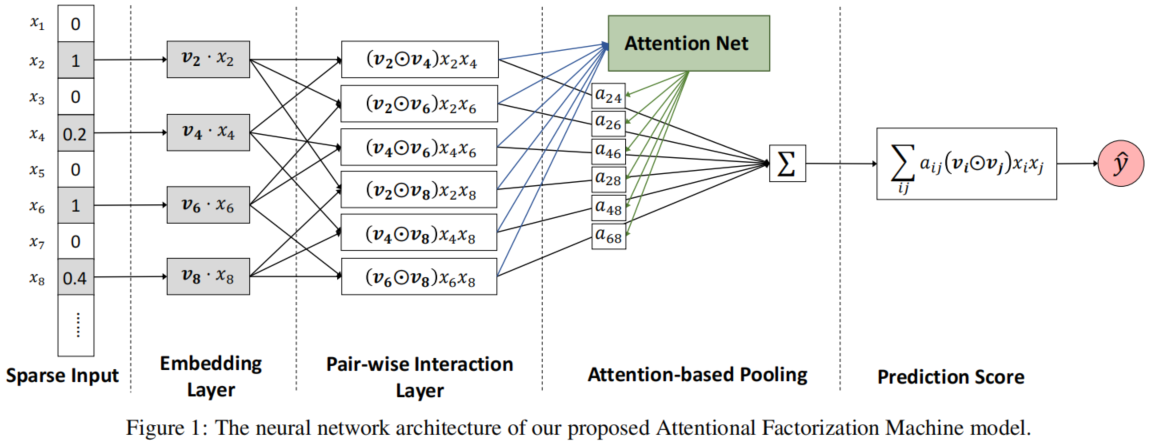 x₁ 0
x₂ 1
x₃ 0
x₄ 0.2
x₅ 0
x₆ 1
x₇ 0
x₈ 0.4
......
Sparse Input
v₂ · x₂
v₄ · x₄
v₆ · x₆
v₈ · x₈
Embedding
Layer
(v₂⊙v₄)x₂x₄
(v₂⊙v₆)x₂x₆
(v₄⊙v₆)x₄x₆
(v₂⊙v₈)x₂x₈
(v₄⊙v₈)x₄x₈
(v₆⊙v₈)x₆x₈
Pair-wise Interaction
Layer
Attention Net
a₂₄
a₂₆
a₄₆
a₂₈
a₄₈
a₆₈
Σ
Attention-based Pooling
∑ᵢⱼ aᵢⱼ(vᵢ⊙vⱼ)xᵢxⱼ
ŷ
Prediction Score
Figure 1: The neural network architecture of our proposed Attentional Factorization Machine model.